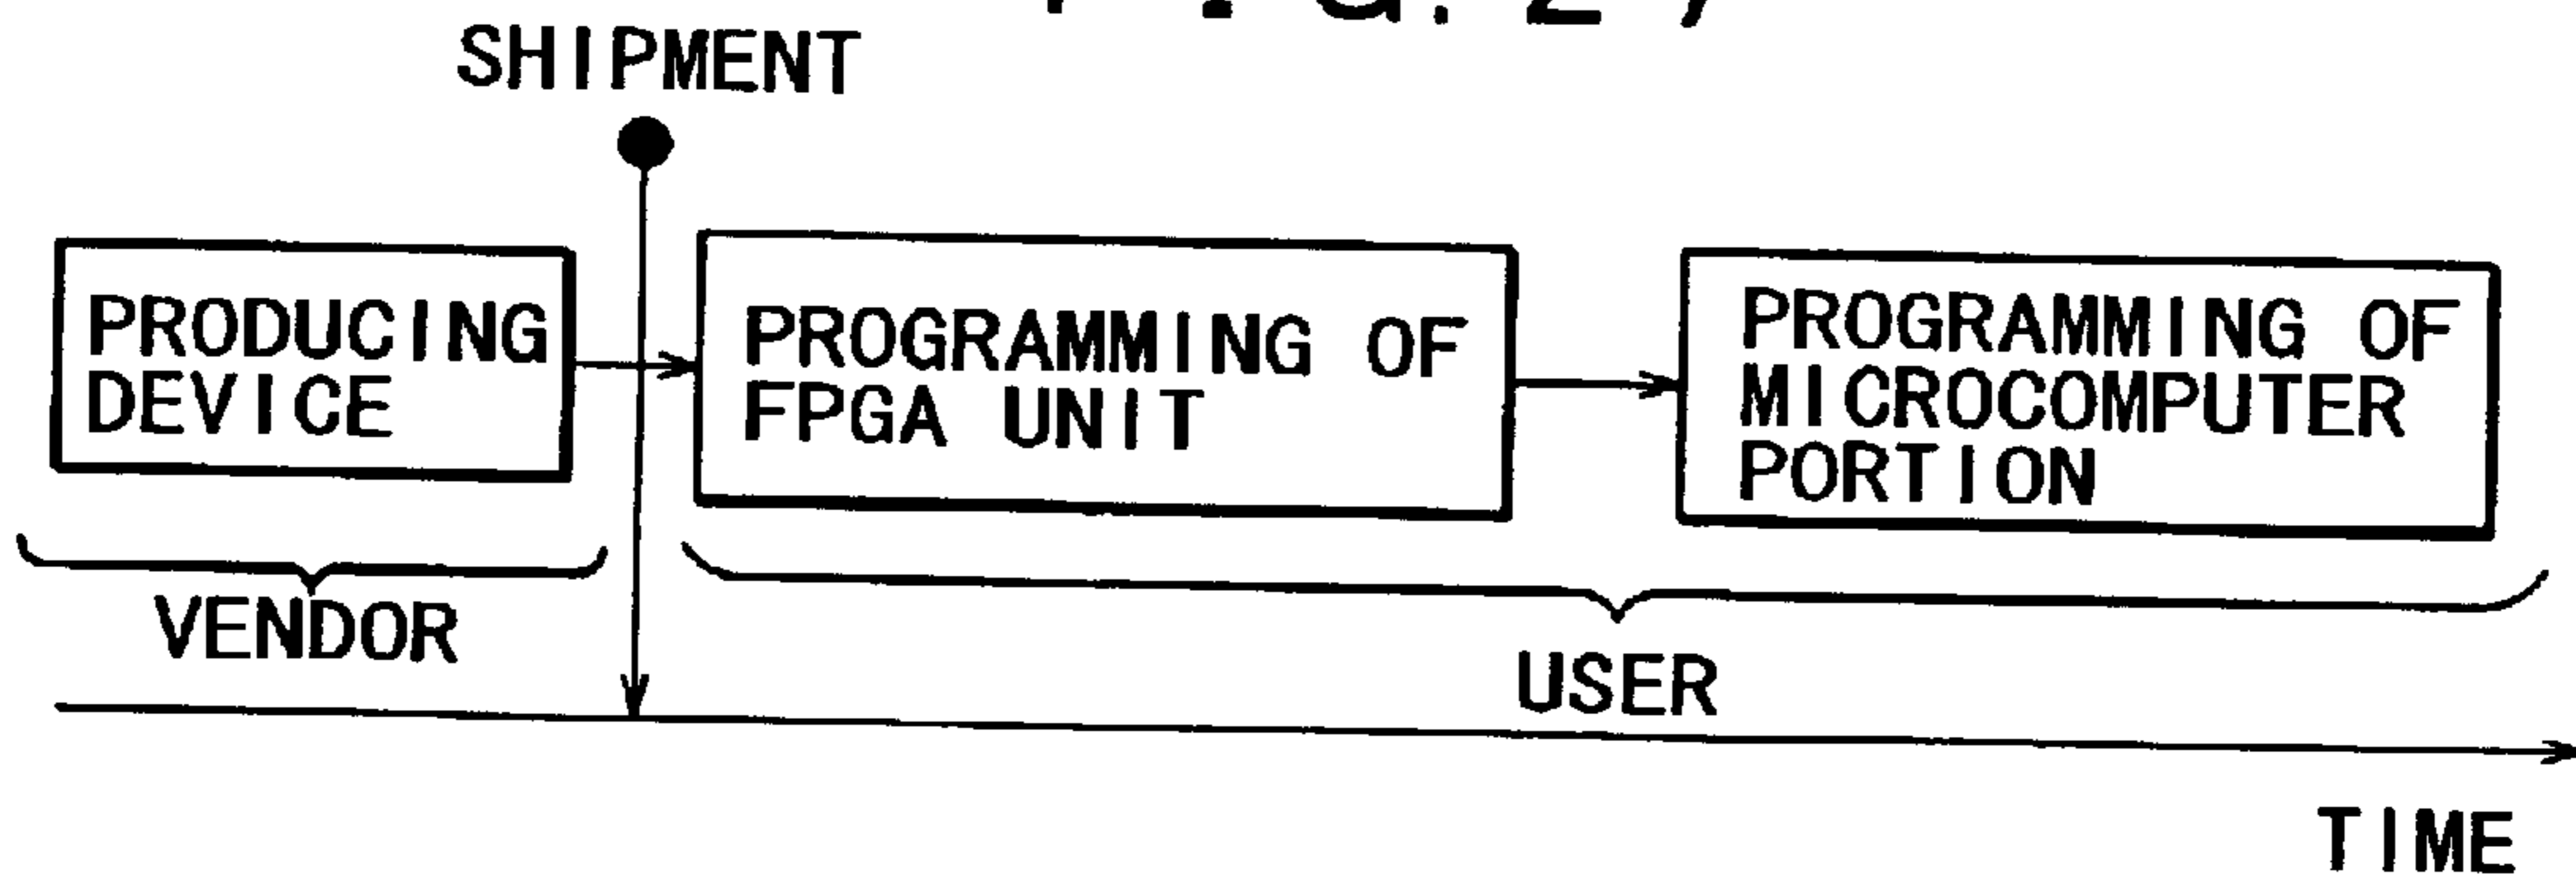 SHIPMENT
PRODUCING
DEVICE
PROGRAMMING OF
FPGA UNIT
PROGRAMMING OF
MICROCOMPUTER
PORTION
VENDOR
USER
TIME